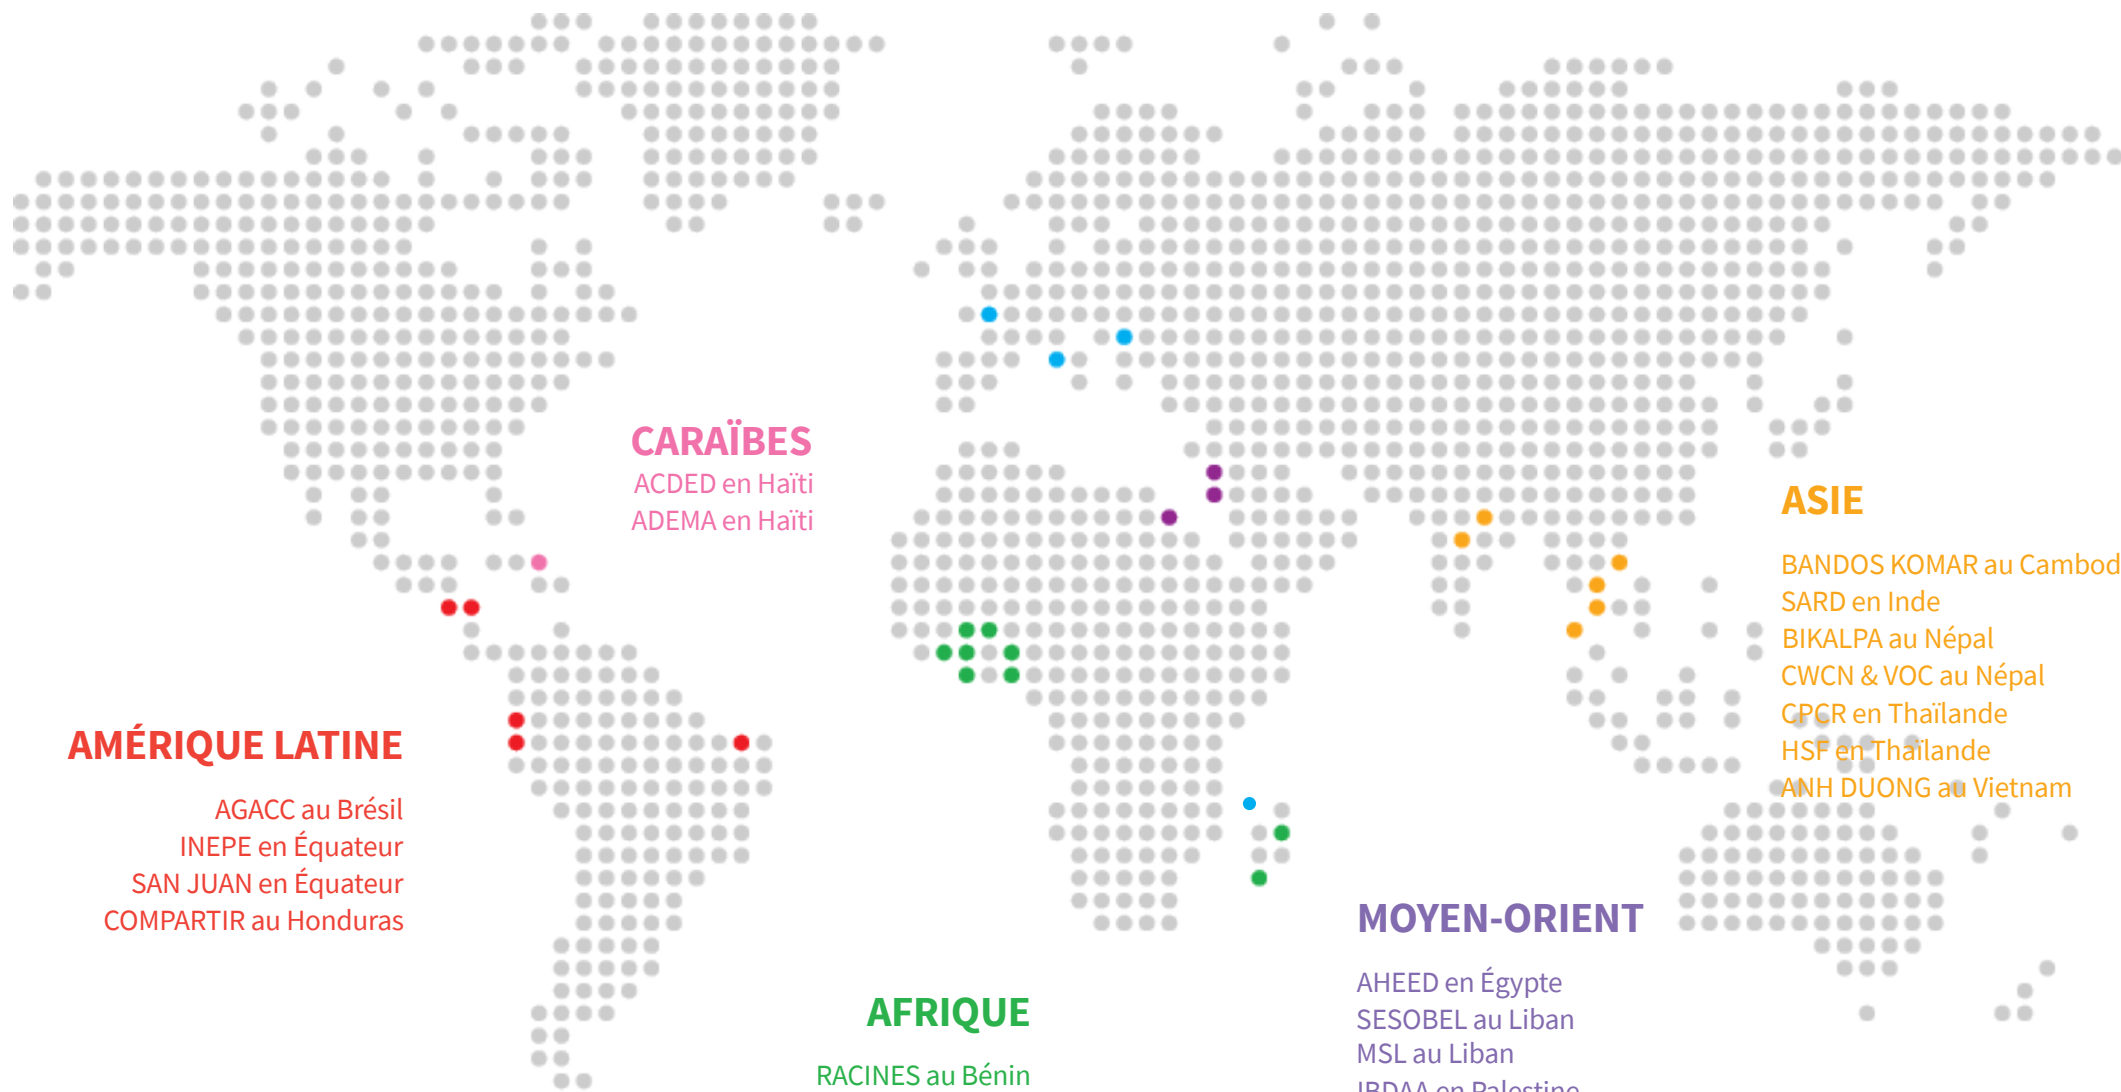 CARAÏBES
ACDED en Haïti
ADEMA en Haïti
ASIE
BANDOS KOMAR au Cambod
SARD en Inde
BIKALPA au Népal
CWCN & VOC au Népal
CPCR en Thaïlande
HSF en Thaïlande
ANH DUONG au Vietnam
AMÉRIQUE LATINE
AGACC au Brésil
INEPE en Équateur
SAN JUAN en Équateur
COMPARTIR au Honduras
MOYEN-ORIENT
AHEED en Égypte
SESOBEL au Liban
MSL au Liban
IBDAA en Palestine
AFRIQUE
RACINES au Bénin